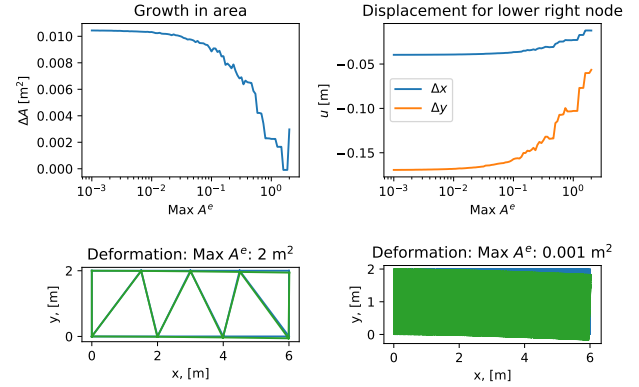 Growth in area
0.010
0.008
0.006
0.004
0.002
0.000
ΔA [m²]
10⁻³ 10⁻² 10⁻¹ 10⁰
Max Aᵉ
Displacement for lower right node
−0.05
−0.10
−0.15
u [m]
Δx
Δy
10⁻³ 10⁻² 10⁻¹ 10⁰
Max Aᵉ
Deformation: Max Aᵉ: 2 m²
2
0
y, [m]
0 2 4 6
x, [m]
Deformation: Max Aᵉ: 0.001 m²
2
1
0
y, [m]
0 2 4 6
x, [m]